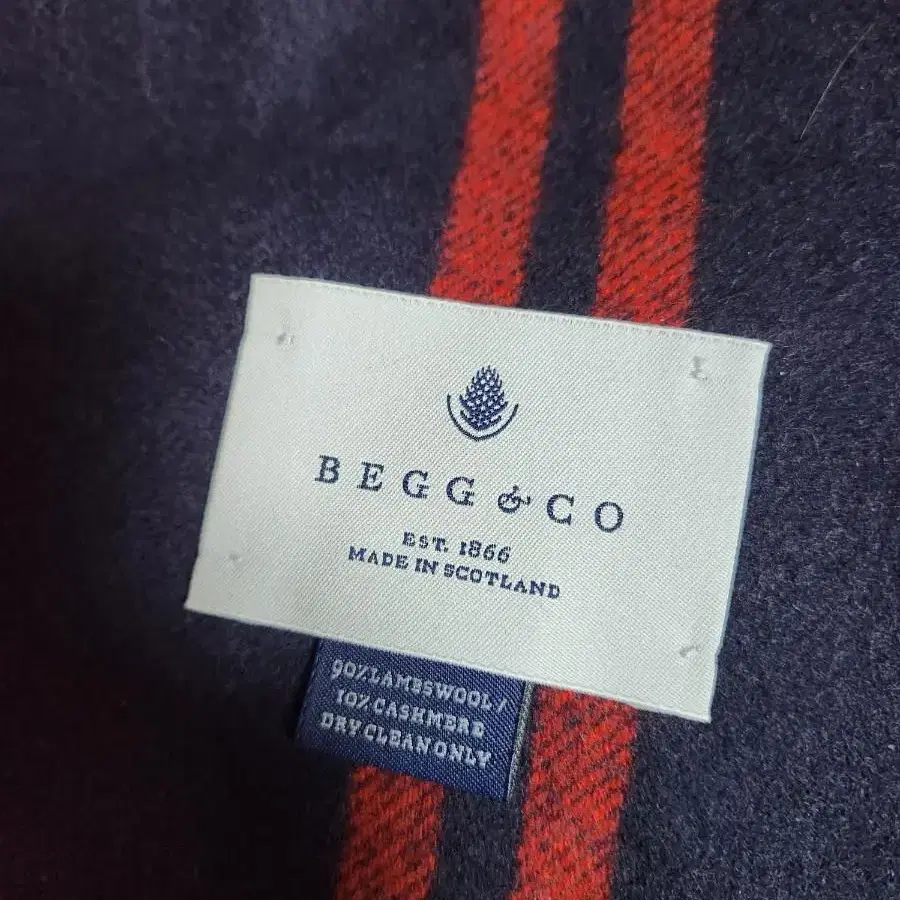 BEGG & CO
EST. 1866
MADE IN SCOTLAND
90% LAMBSWOOL /
10% CASHMERE
DRY CLEAN ONLY